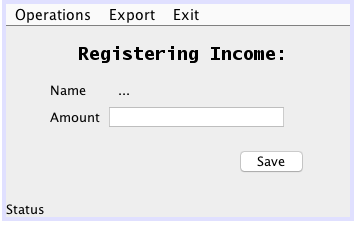 Operations Export Exit
Registering Income:
Name ...
Amount
Save
Status